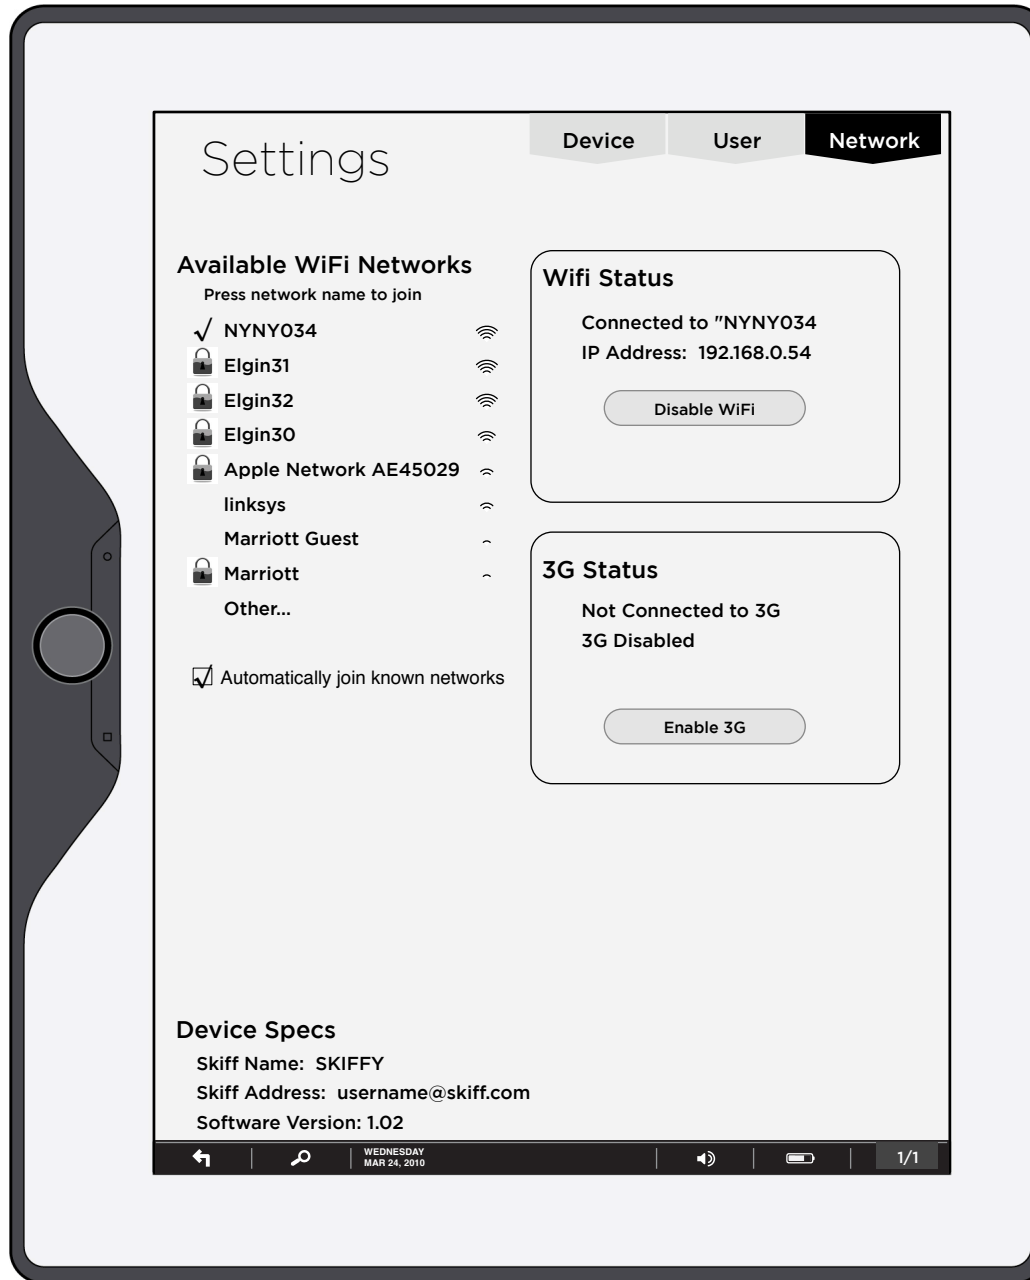 Settings
Device
User
Network
Available WiFi Networks
Press network name to join
NYNY034
Elgin31
Elgin32
Elgin30
Apple Network AE45029
linksys
Marriott Guest
Marriott
Other...
Automatically join known networks
Wifi Status
Connected to "NYNY034
IP Address: 192.168.0.54
Disable WiFi
3G Status
Not Connected to 3G
3G Disabled
Enable 3G
Device Specs
Skiff Name: SKIFFY
Skiff Address: username@skiff.com
Software Version: 1.02
WEDNESDAY
MAR 24, 2010
1/1